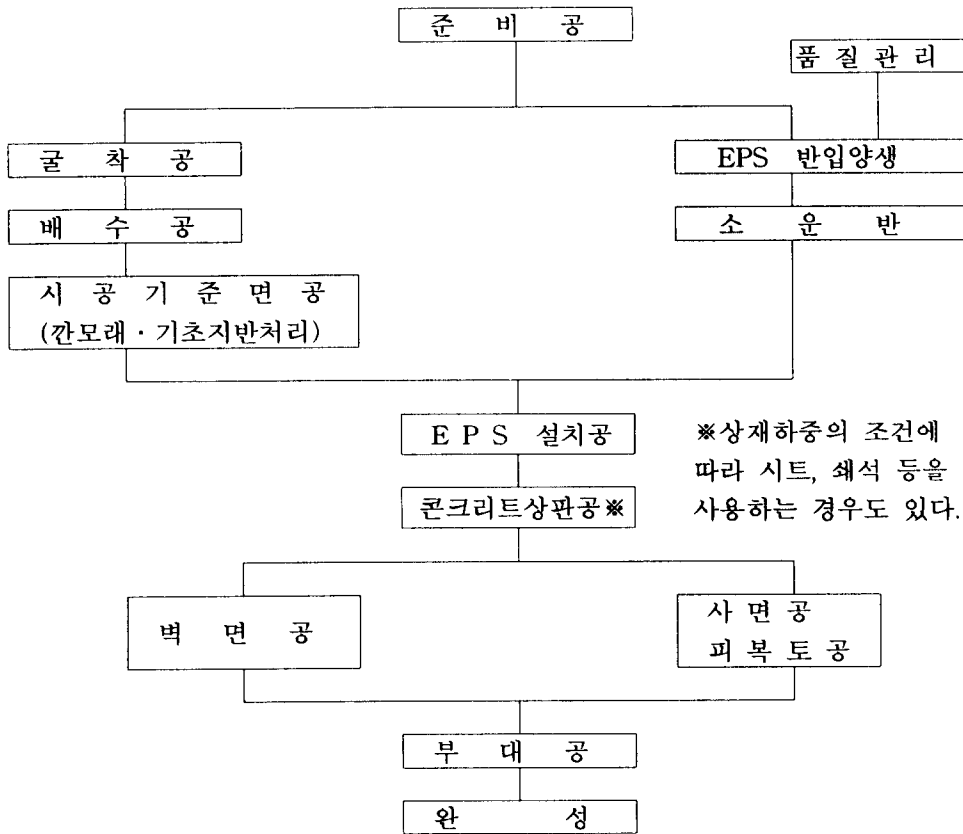 준 비 공
품 질 관 리
굴 착 공
EPS 반입양생
배 수 공
소 운 반
시 공 기 준 면 공
(깐모래 · 기초지반처리)
E P S 설치공
※상재하중의 조건에
따라 시트, 쇄석 등을
사용하는 경우도 있다.
콘크리트상판공※
벽 면 공
사 면 공
피 복 토 공
부 대 공
완 성